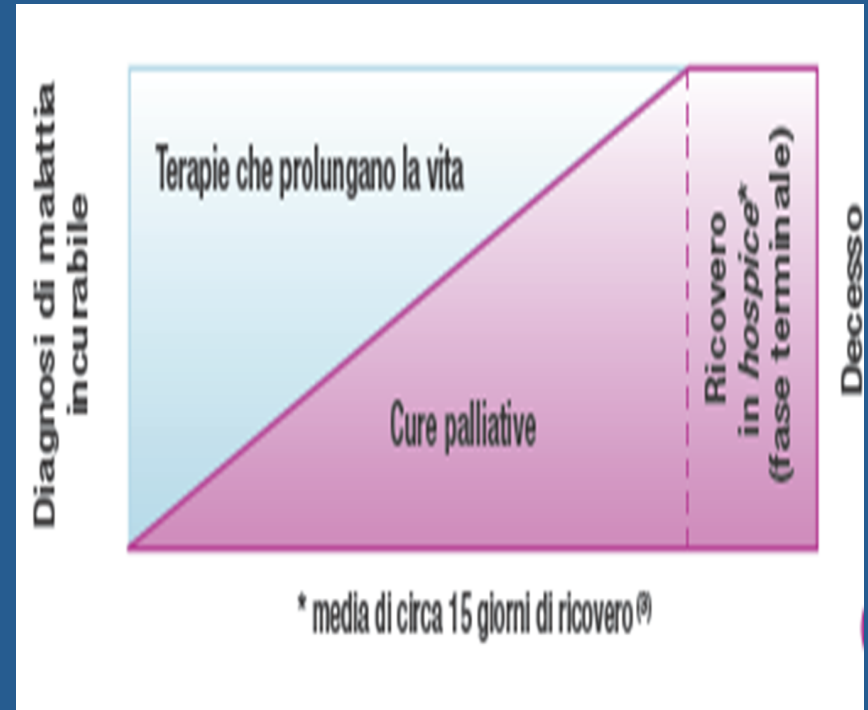 Diagnosi di malattia
incurabile
Terapie che prolungano la vita
Cure palliative
Ricovero
in hospice*
(fase terminale)
Decesso
* media di circa 15 giorni di ricovero(9)